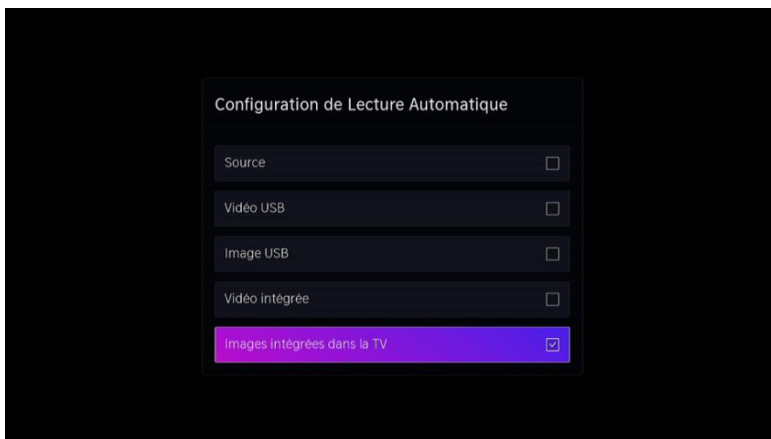 Configuration de Lecture Automatique
Source
Vidéo USB
Image USB
Vidéo intégrée
Images intégrées dans la TV